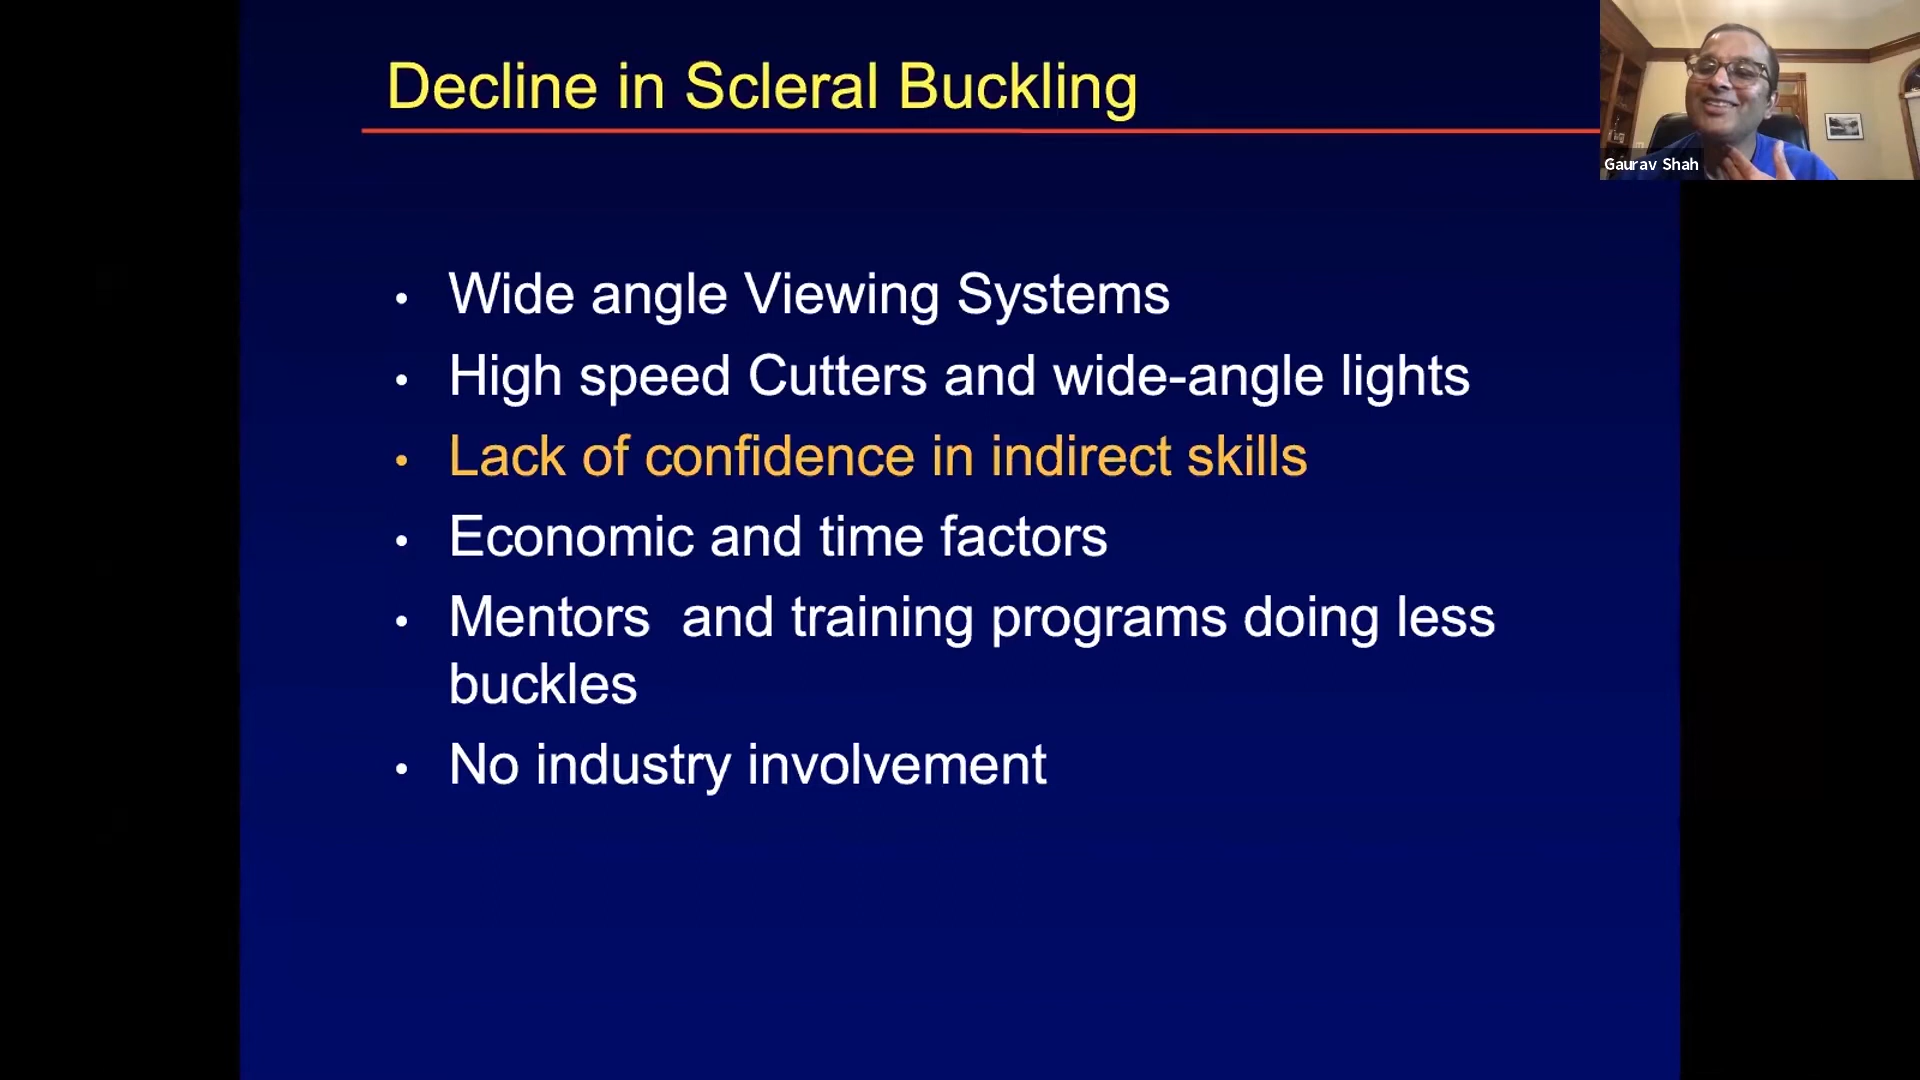 Decline in Scleral Buckling
Gaurav Shah
• Wide angle Viewing Systems
• High speed Cutters and wide-angle lights
• Lack of confidence in indirect skills
• Economic and time factors
• Mentors  and training programs doing less
buckles
• No industry involvement